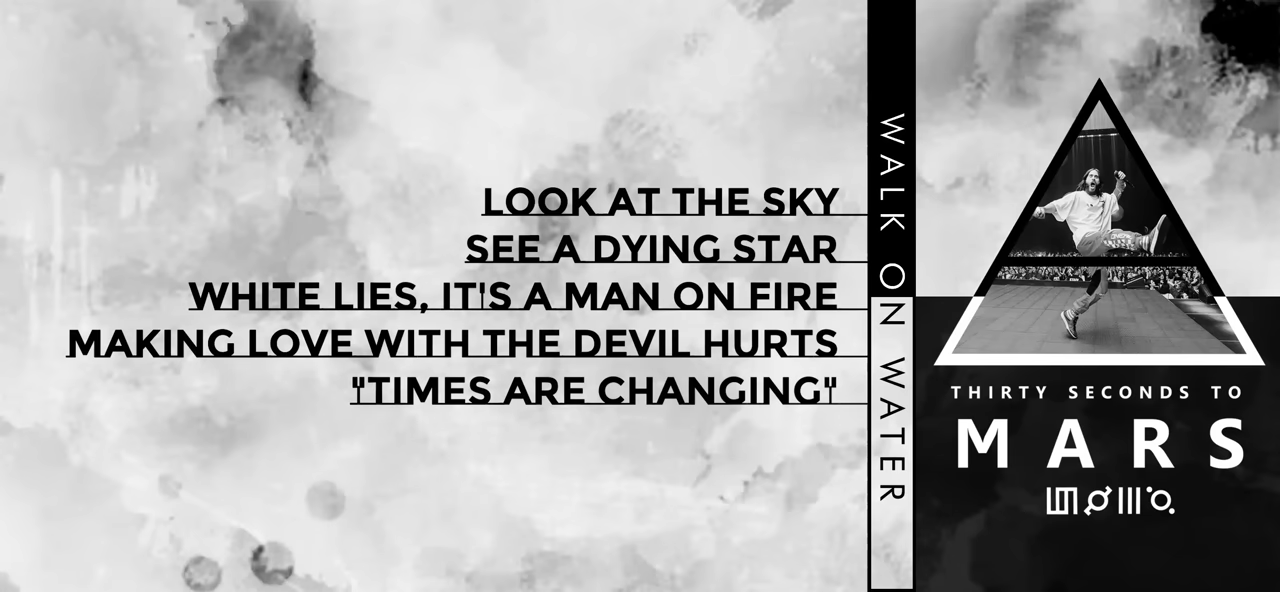 LOOK AT THE SKY
SEE A DYING STAR
WHITE LIES, IT'S A MAN ON FIRE
MAKING LOVE WITH THE DEVIL HURTS
"TIMES ARE CHANGING"
WALK ON WATER
THIRTY SECONDS TO
MARS